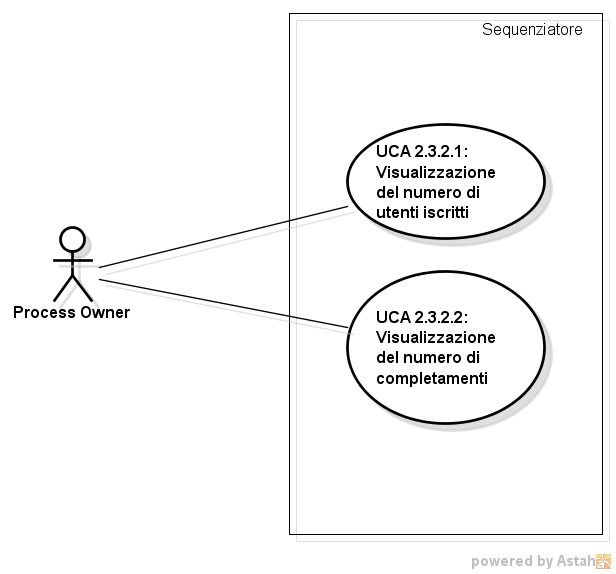 Sequenziatore
UCA 2.3.2.1:
Visualizzazione
del numero di
utenti iscritti
Process Owner
UCA 2.3.2.2:
Visualizzazione
del numero di
completamenti
powered by Astah